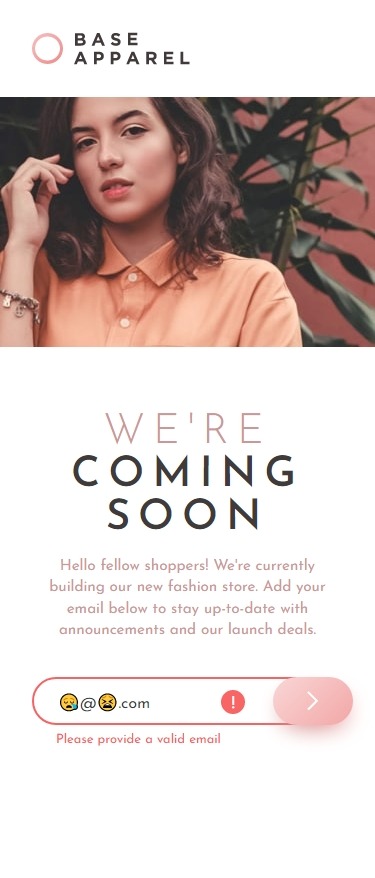 BASE
APPAREL
WE'RE
COMING
SOON
Hello fellow shoppers! We're currently
building our new fashion store. Add your
email below to stay up-to-date with
announcements and our launch deals.
😪@😫.com
!
Please provide a valid email